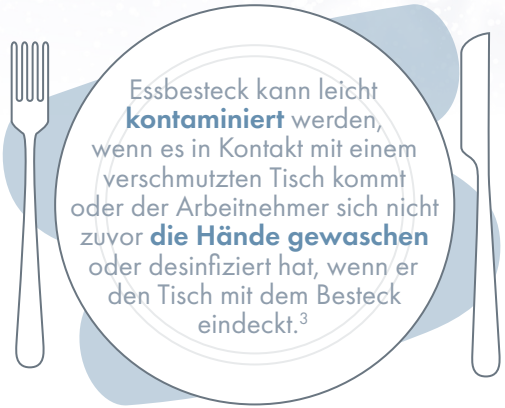 Essbesteck kann leicht
kontaminiert werden,
wenn es in Kontakt mit einem
verschmutzten Tisch kommt
oder der Arbeitnehmer sich nicht
zuvor die Hände gewaschen
oder desinfiziert hat, wenn er
den Tisch mit dem Besteck
eindeckt.³